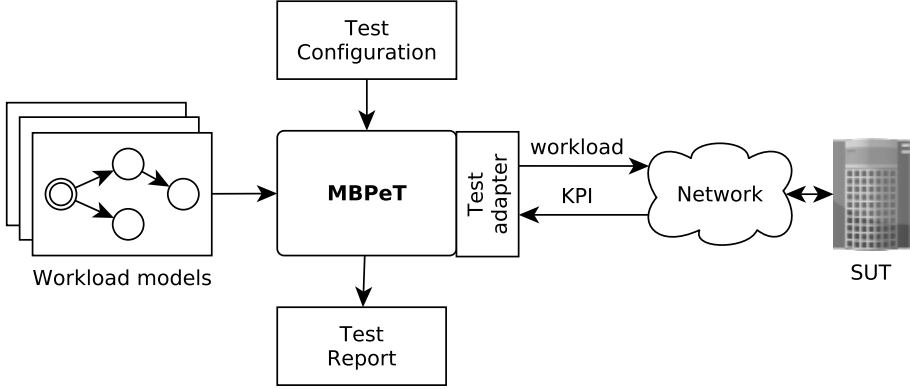 Test
Configuration
MBPeT
Test
adapter
workload
KPI
Network
Workload models
SUT
Test
Report